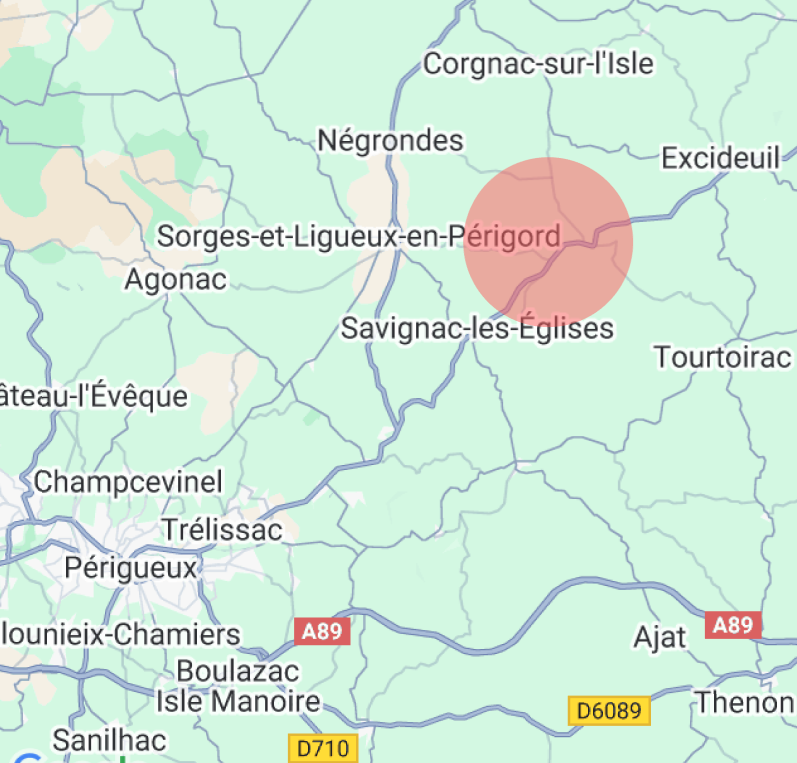 Corgnac-sur-l'Isle
Négrondes
Excideuil
Sorges-et-Ligueux-en-Périgord
Agonac
Savignac-les-Églises
Tourtoirac
âteau-l'Évêque
Champcevinel
Trélissac
Périgueux
A89
A89
lounieix-Chamiers
Ajat
Boulazac
Isle Manoire
Thenon
D6089
Sanilhac
D710